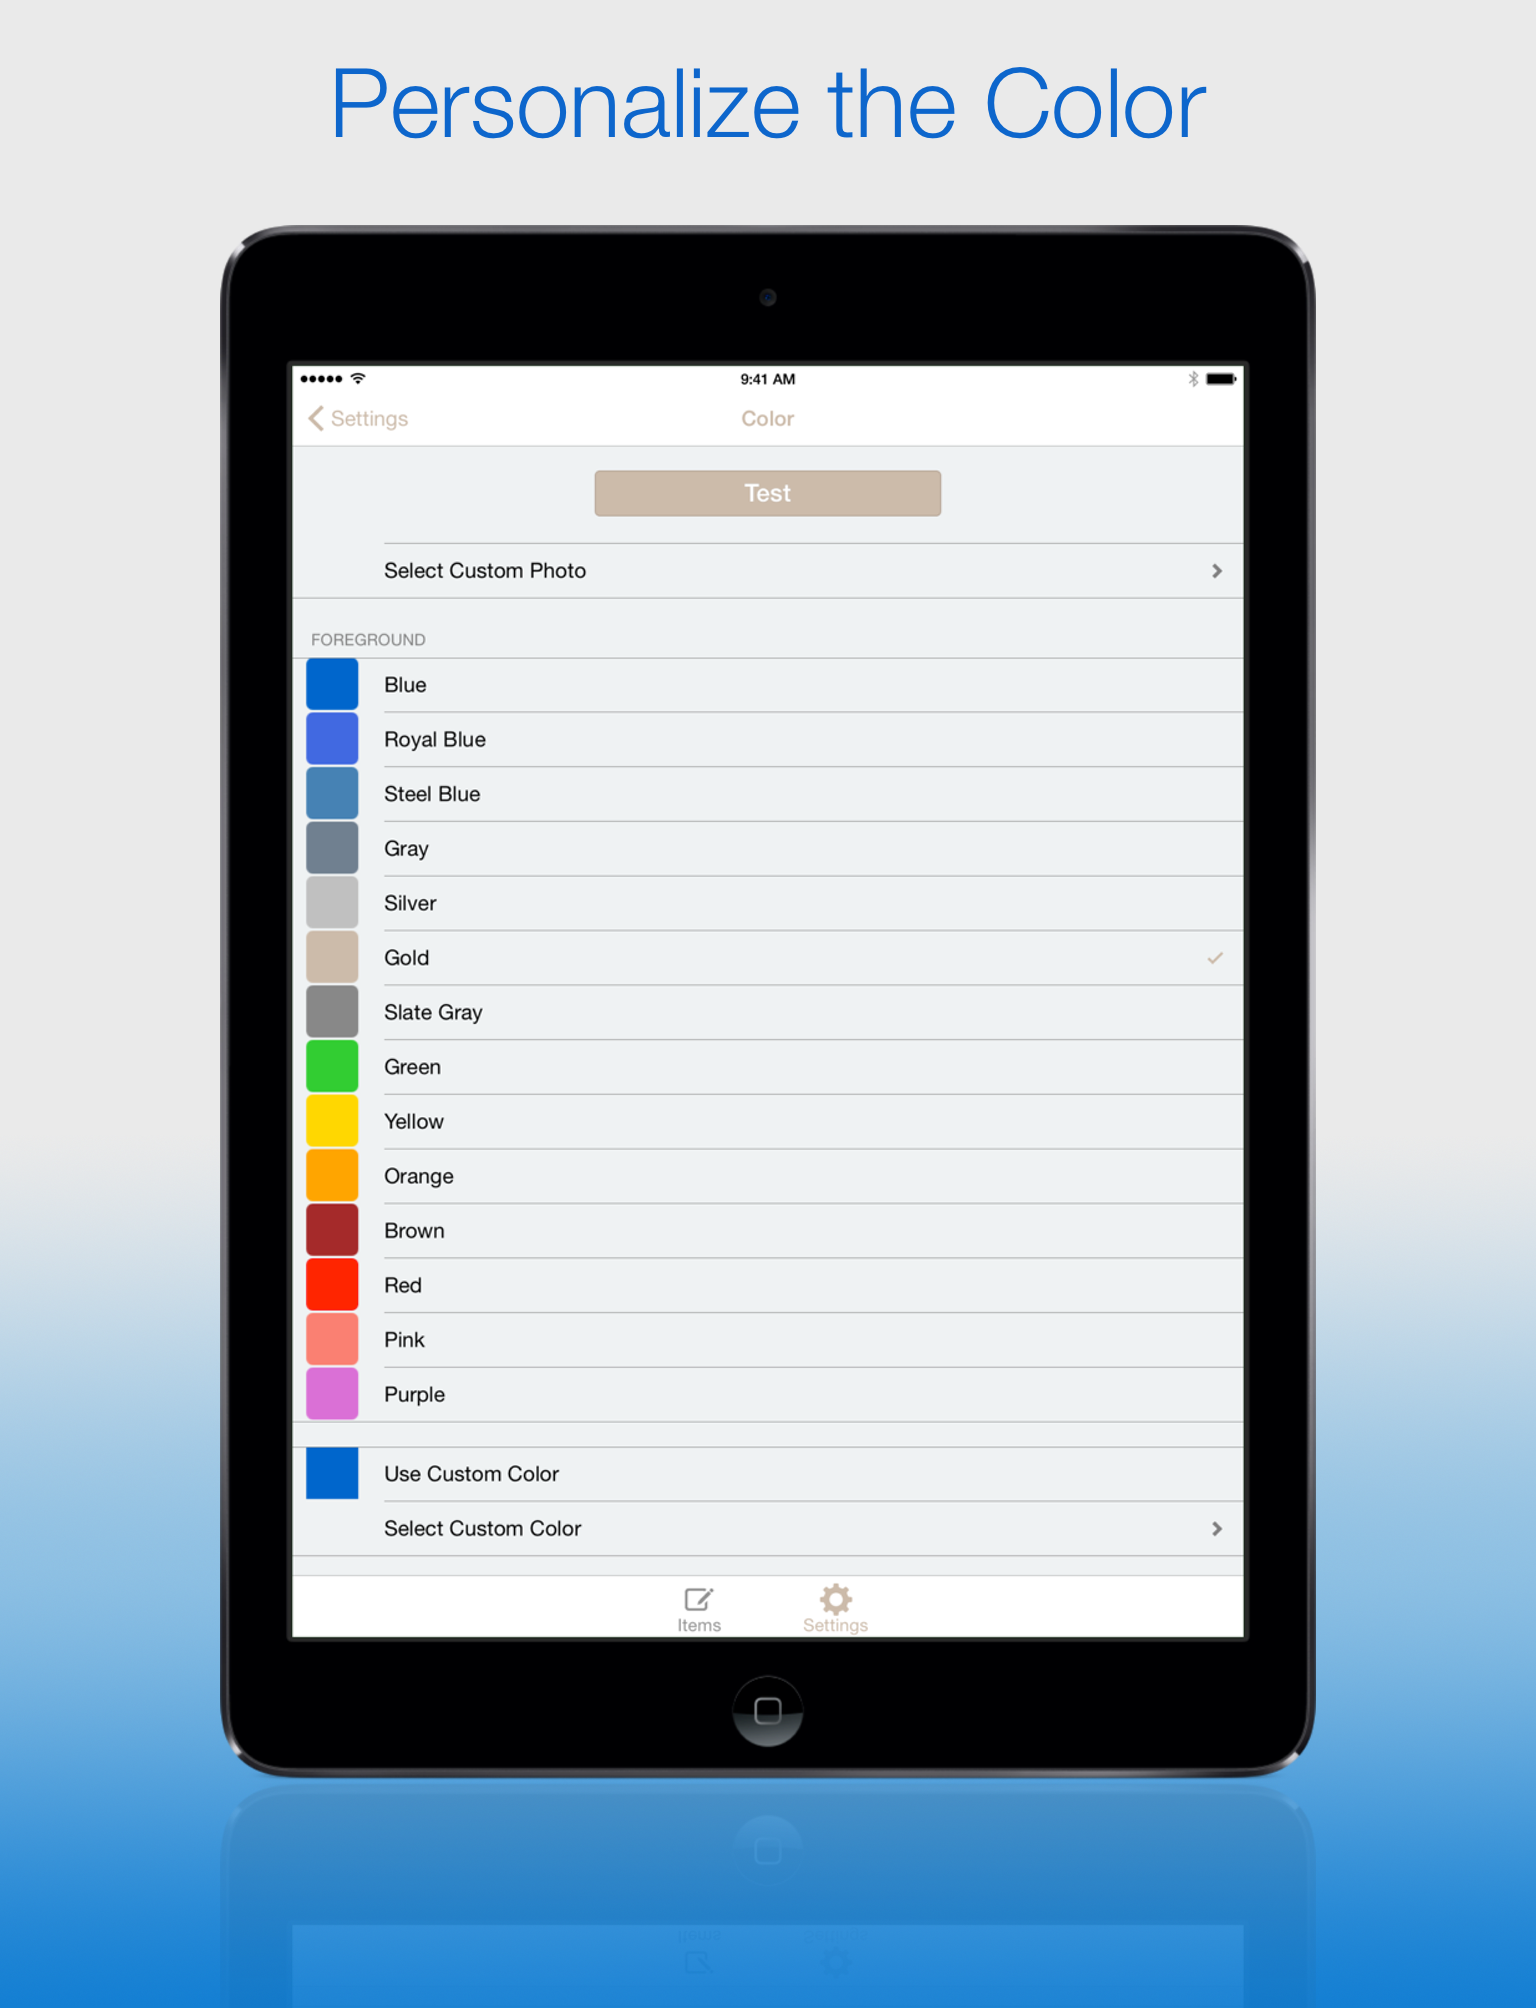 Personalize the Color
9:41 AM
Settings
Color
Test
Select Custom Photo
FOREGROUND
Blue
Royal Blue
Steel Blue
Gray
Silver
Gold
Slate Gray
Green
Yellow
Orange
Brown
Red
Pink
Purple
Use Custom Color
Select Custom Color
Items
Settings